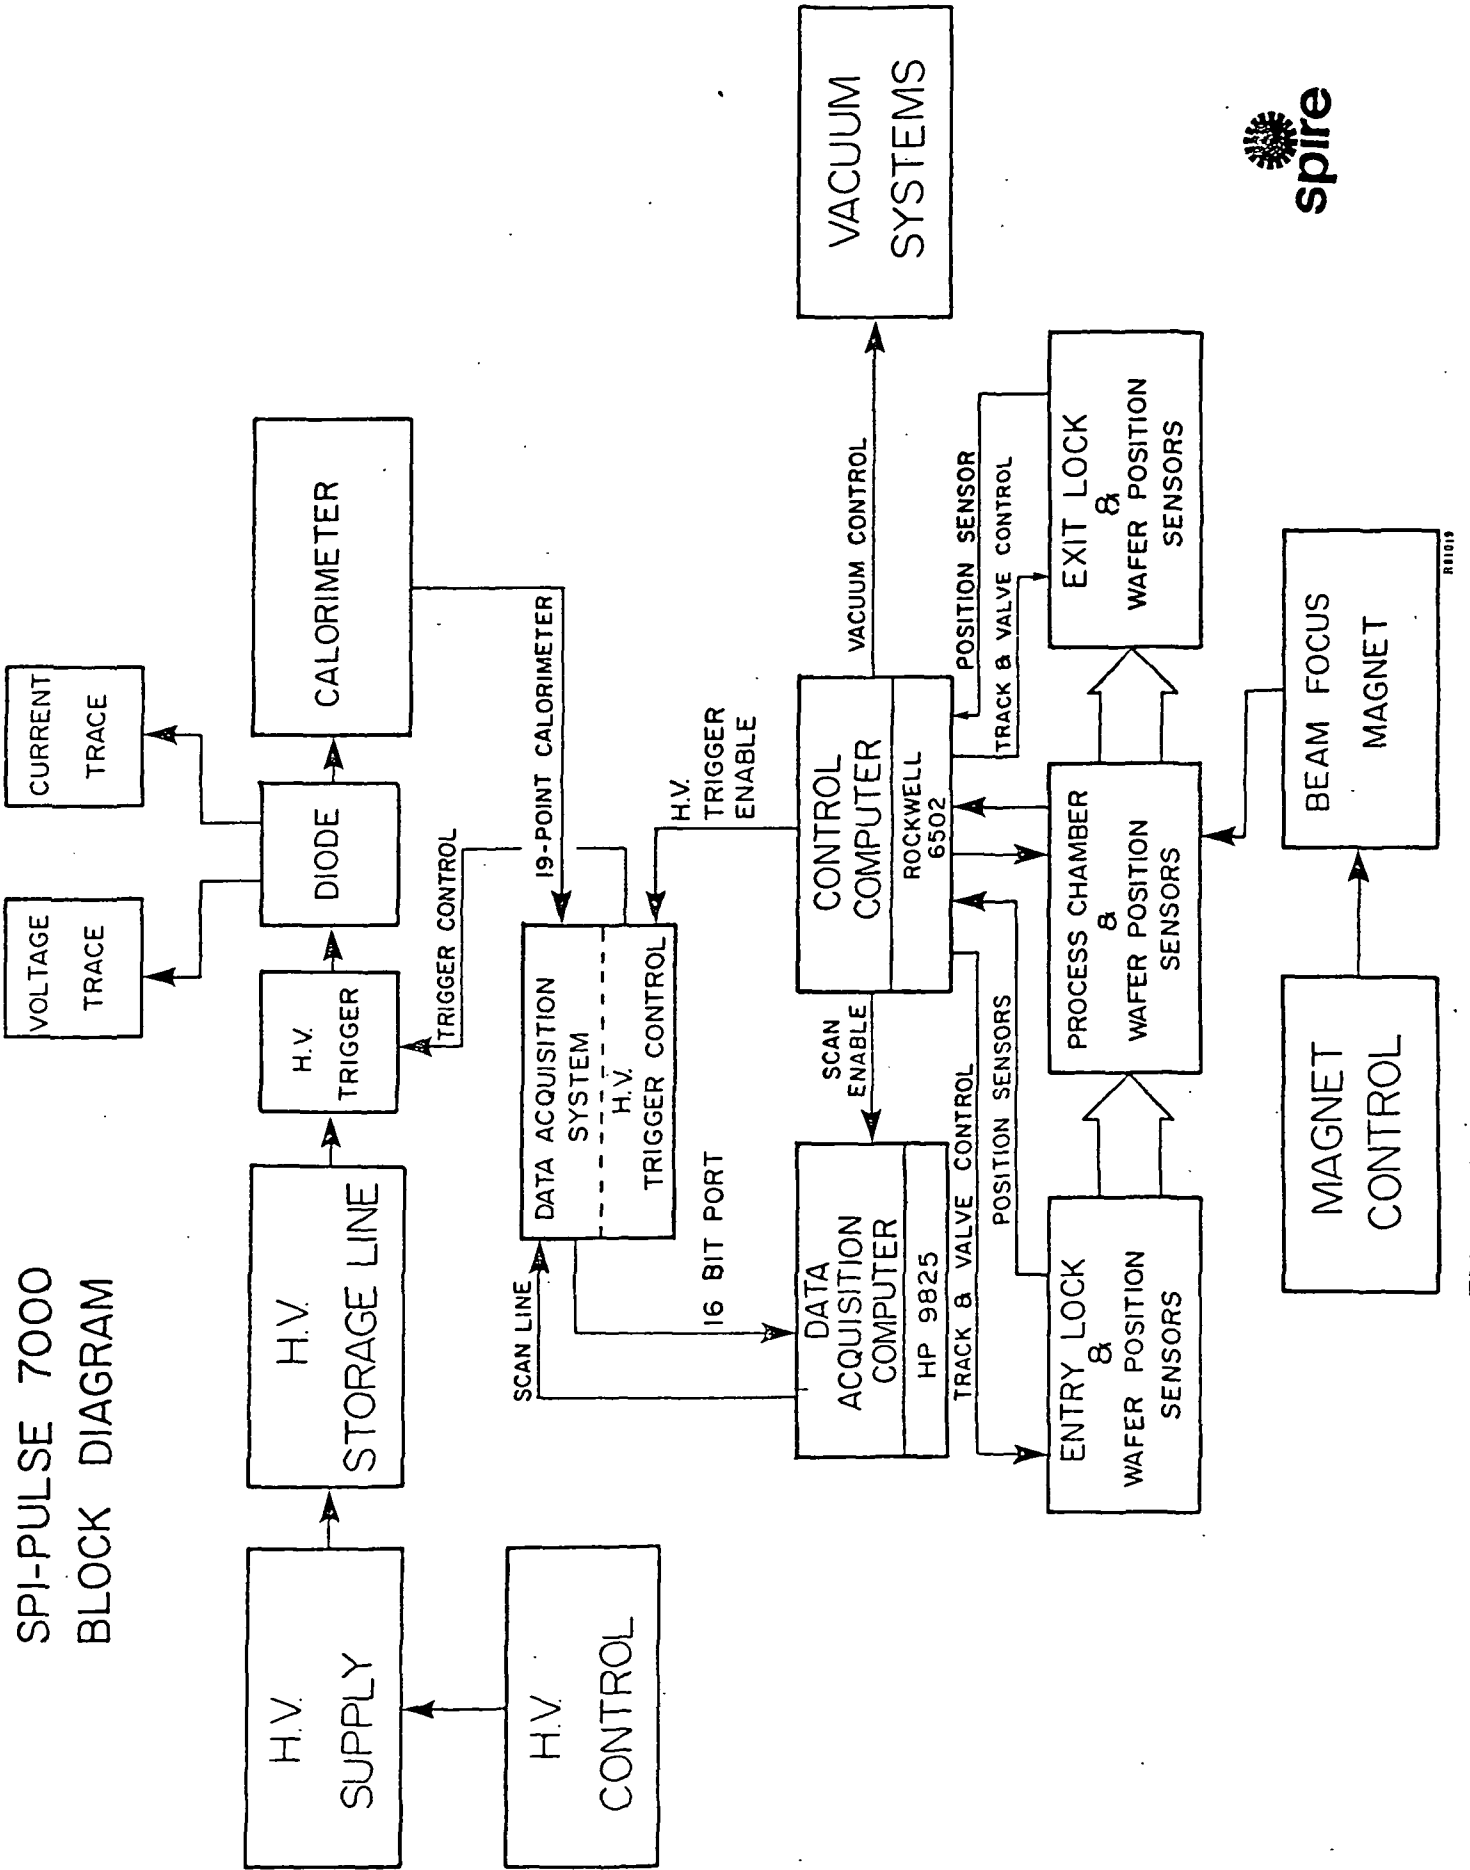 SPI-PULSE 7000
BLOCK DIAGRAM
VOLTAGE
TRACE
CURRENT
TRACE
H.V.
SUPPLY
H.V.
STORAGE LINE
H.V.
TRIGGER
DIODE
CALORIMETER
H.V.
CONTROL
TRIGGER CONTROL
19-POINT CALORIMETER
SCAN LINE
DATA ACQUISITION
SYSTEM
H.V.
TRIGGER CONTROL
16 BIT PORT
H.V.
TRIGGER
ENABLE
DATA
ACQUISITION
COMPUTER
HP 9825
SCAN
ENABLE
CONTROL
COMPUTER
ROCKWELL
6502
VACUUM CONTROL
VACUUM
SYSTEMS
TRACK & VALVE CONTROL
POSITION SENSORS
POSITION SENSOR
TRACK & VALVE CONTROL
ENTRY LOCK
&
WAFER POSITION
SENSORS
PROCESS CHAMBER
&
WAFER POSITION
SENSORS
EXIT LOCK
&
WAFER POSITION
SENSORS
MAGNET
CONTROL
BEAM FOCUS
MAGNET
spire
R81019